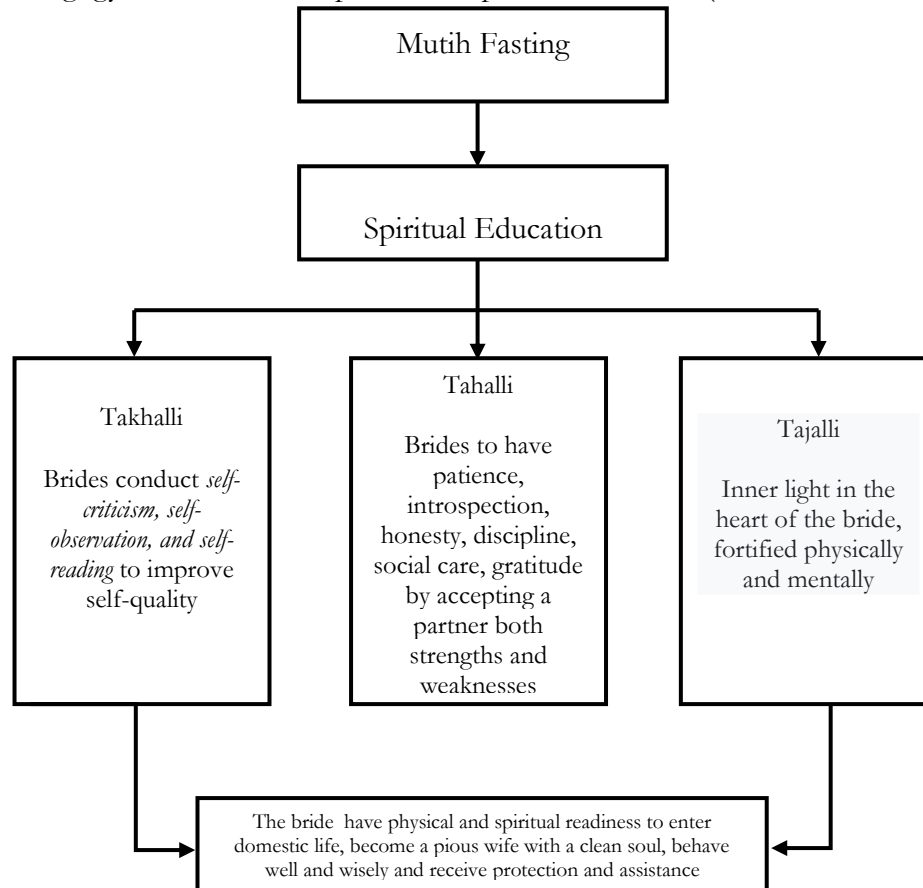 Mutih Fasting
Spiritual Education
Takhalli
Brides conduct self-
criticism, self-
observation, and self-
reading to improve
self-quality
Tahalli
Brides to have
patience,
introspection,
honesty, discipline,
social care, gratitude
by accepting a
partner both
strengths and
weaknesses
Tajalli
Inner light in the
heart of the bride,
fortified physically
and mentally
The bride have physical and spiritual readiness to enter
domestic life, become a pious wife with a clean soul, behave
well and wisely and receive protection and assistance